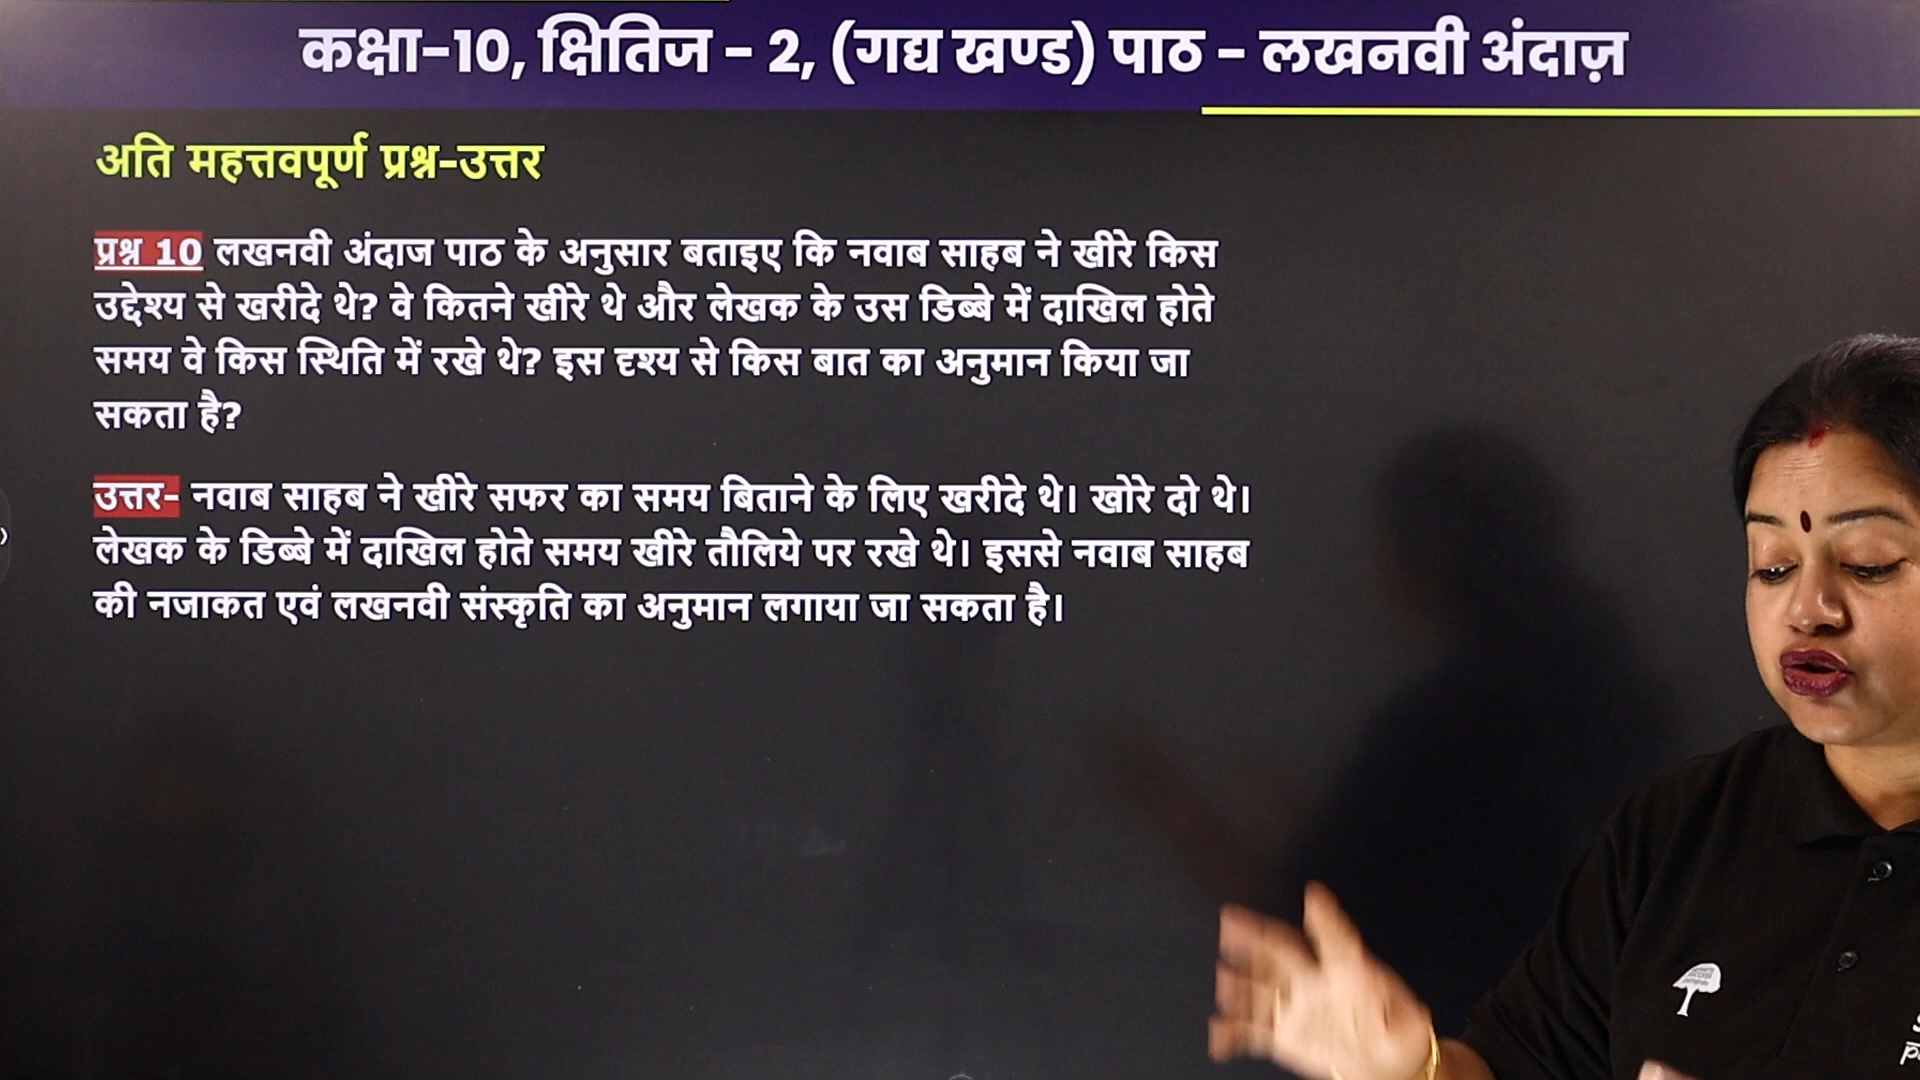 कक्षा-10, क्षितिज - 2, (गद्य खण्ड) पाठ - लखनवी अंदाज़
अति महत्तवपूर्ण प्रश्न-उत्तर
प्रश्न 10 लखनवी अंदाज पाठ के अनुसार बताइए कि नवाब साहब ने खीरे किस
उद्देश्य से खरीदे थे? वे कितने खीरे थे और लेखक के उस डिब्बे में दाखिल होते
समय वे किस स्थिति में रखे थे? इस दृश्य से किस बात का अनुमान किया जा
सकता है?
उत्तर- नवाब साहब ने खीरे सफर का समय बिताने के लिए खरीदे थे। खोरे दो थे।
लेखक के डिब्बे में दाखिल होते समय खीरे तौलिये पर रखे थे। इससे नवाब साहब
की नजाकत एवं लखनवी संस्कृति का अनुमान लगाया जा सकता है।